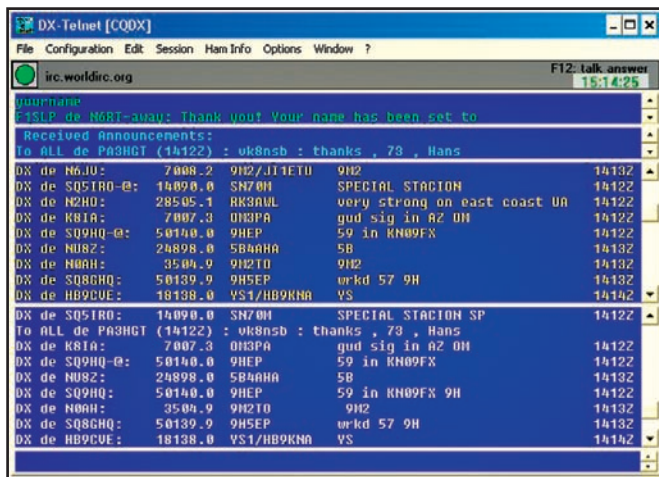 DX-Telnet [CQDX]
File Configuration Edit Session Ham Info Options Window ?
irc.worldirc.org
F12: talk answer
15:14:25
yourname
F1SLP de N6RT-away: Thank you! Your name has been set to
Received Announcements:
To ALL de PA3HGT (1412Z) : vk8nsb : thanks , 73 , Hans
DX de N6JV: 7008.2 9M2/JI1ETU 9M2 1413Z
DX de SQ5IRO-@: 14090.0 SN70M SPECIAL STACION 1412Z
DX de N2HO: 28505.1 RK3AWL very strong on east coast UA 1412Z
DX de K8IA: 7007.3 OM3PA gud sig in AZ OM 1412Z
DX de SQ9HQ-@: 50140.0 9HEP 59 in KN09FX 1412Z
DX de NU8Z: 24898.0 5B4AHA 5B 1413Z
DX de N0AH: 3504.9 9M2TO 9M2 1413Z
DX de SQ8GHQ: 50139.9 9H5EP wrkd 57 9H 1413Z
DX de HB9CVE: 18138.0 YS1/HB9KNA YS 1414Z
DX de SQ5IRO: 14090.0 SN70M SPECIAL STACION SP 1412Z
To ALL de PA3HGT (1412Z) : vk8nsb : thanks , 73 , Hans
DX de K8IA: 7007.3 OM3PA gud sig in AZ OM 1412Z
DX de SQ9HQ-@: 50140.0 9HEP 59 in KN09FX 1412Z
DX de NU8Z: 24898.0 5B4AHA 5B 1413Z
DX de SQ9HQ: 50140.0 9HEP 59 in KN09FX 9H 1412Z
DX de N0AH: 3504.9 9M2TO 9M2 1413Z
DX de SQ8GHQ: 50139.9 9H5EP wrkd 57 9H 1413Z
DX de HB9CVE: 18138.0 YS1/HB9KNA YS 1414Z